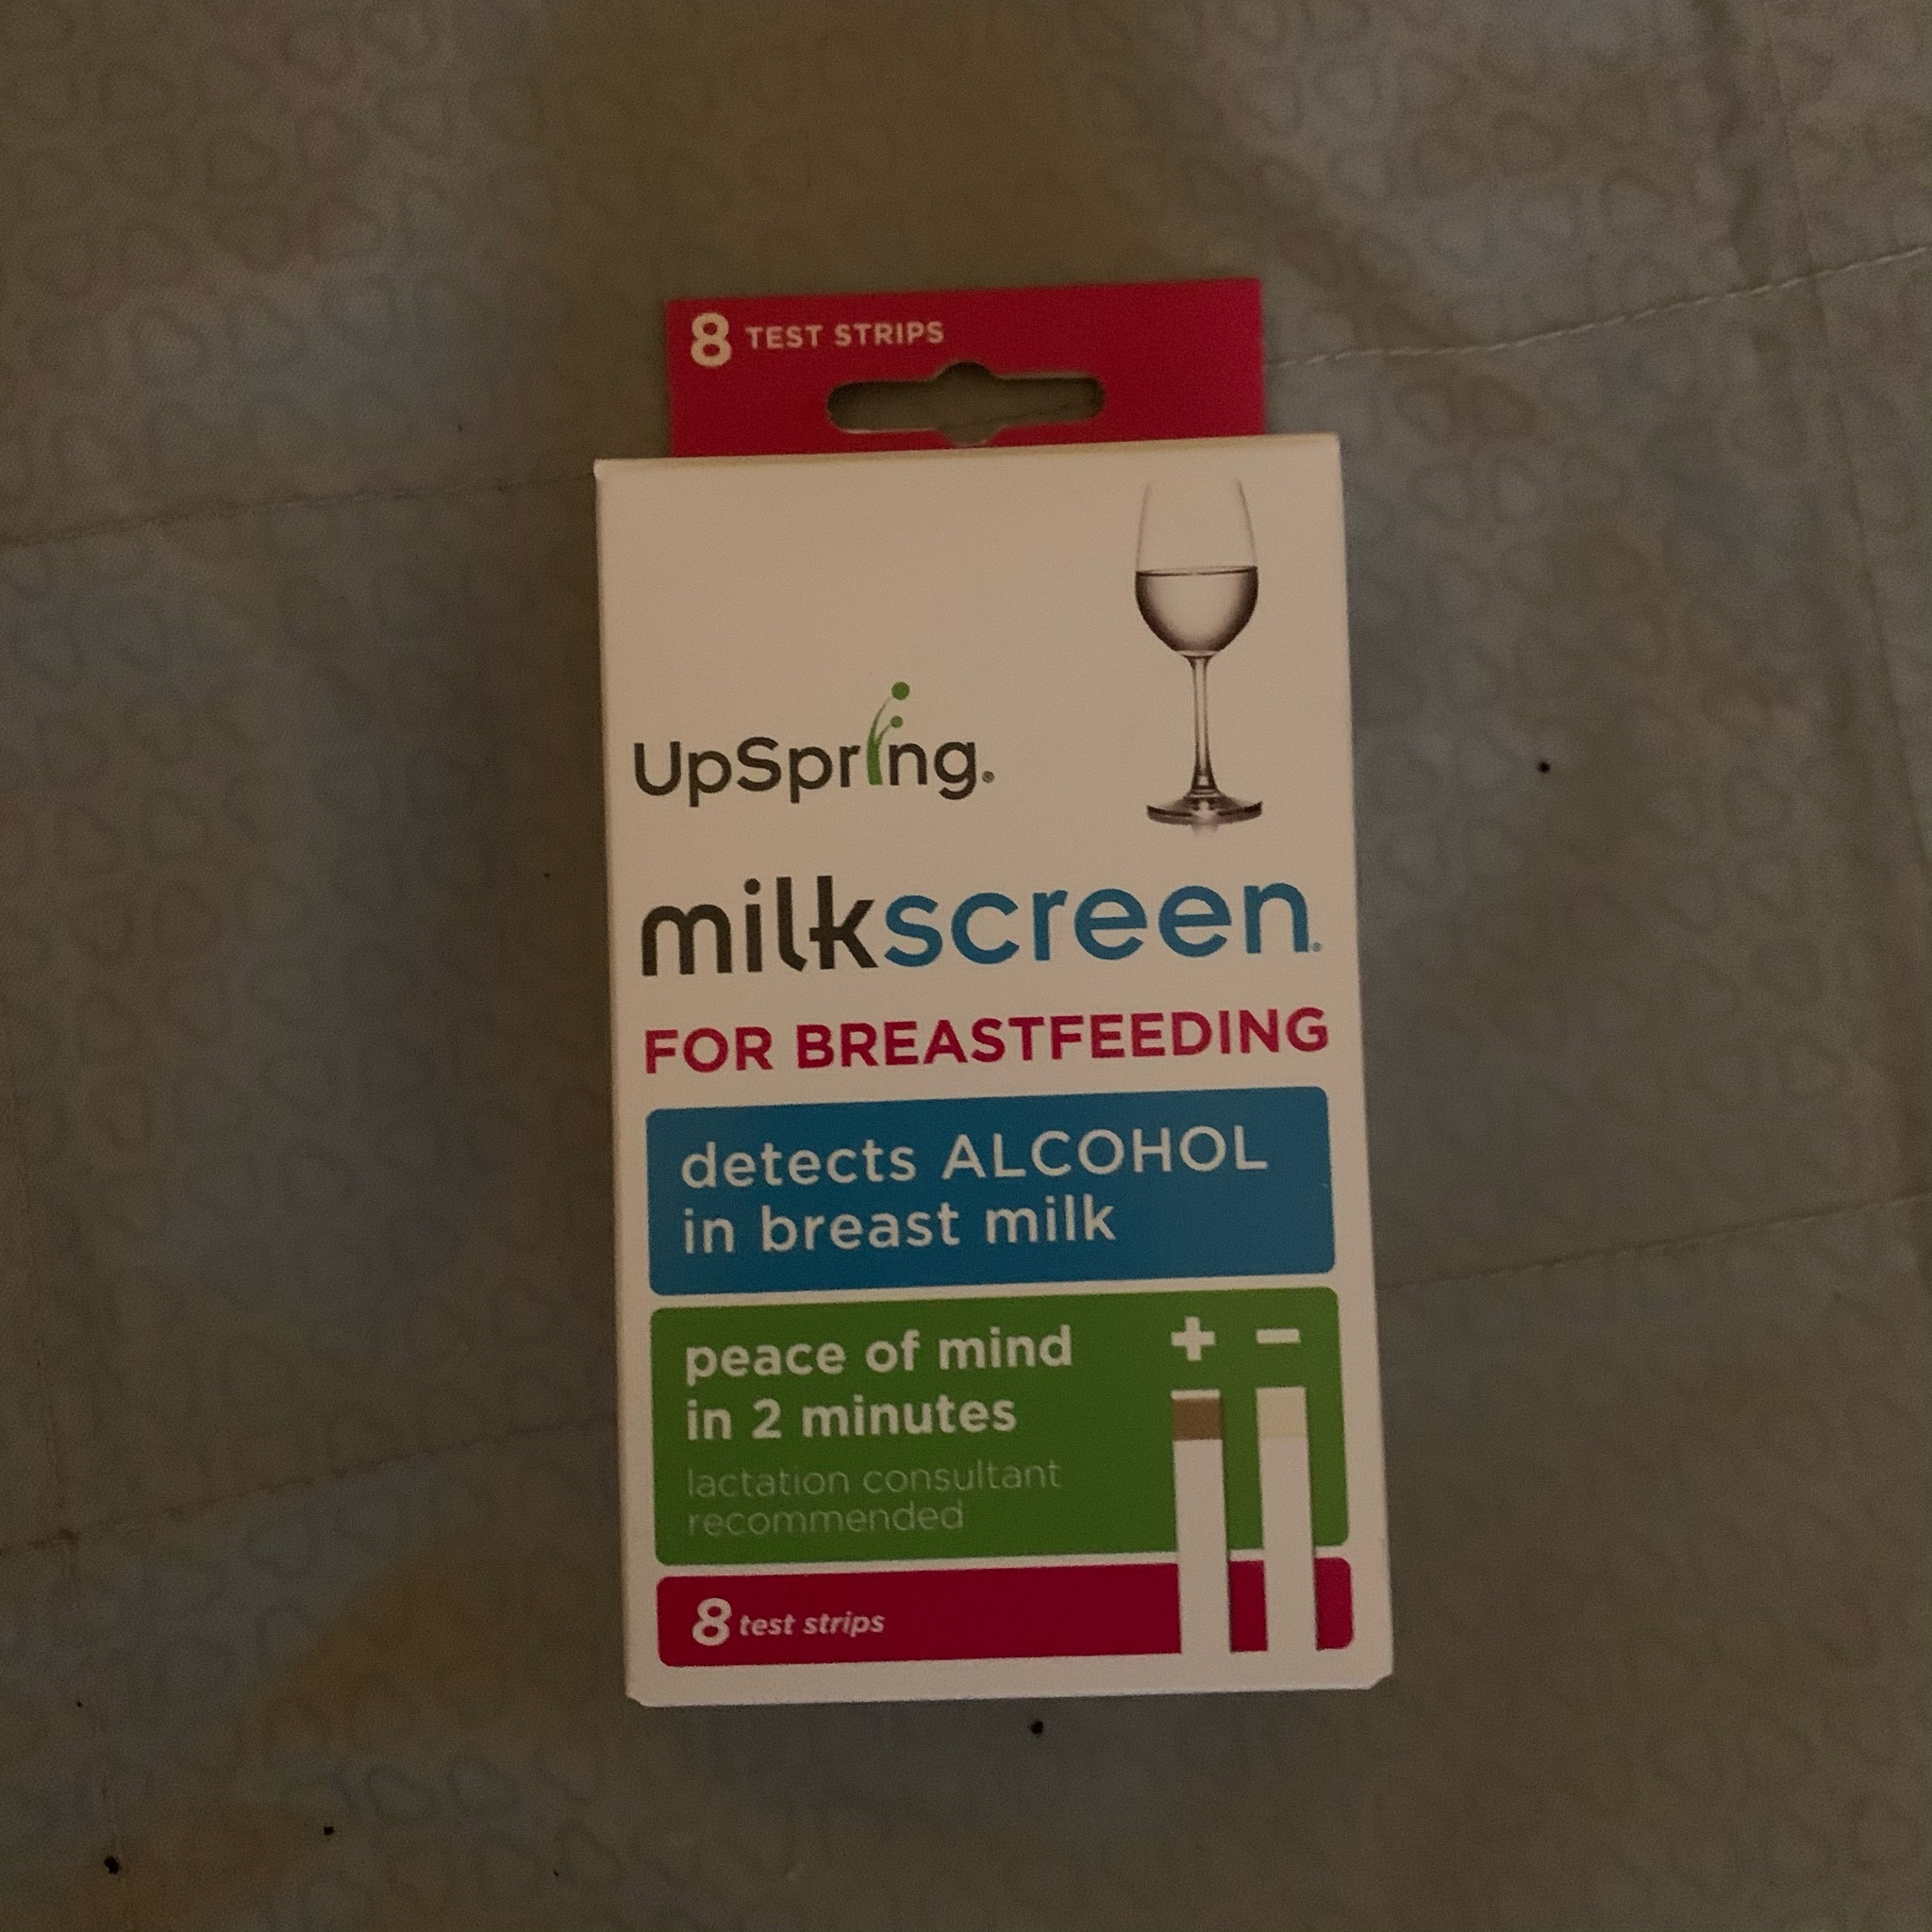 8 TEST STRIPS
UpSpring®
milkscreen®
FOR BREASTFEEDING
detects ALCOHOL
in breast milk
peace of mind
in 2 minutes
lactation consultant
recommended
+ −
8 test strips